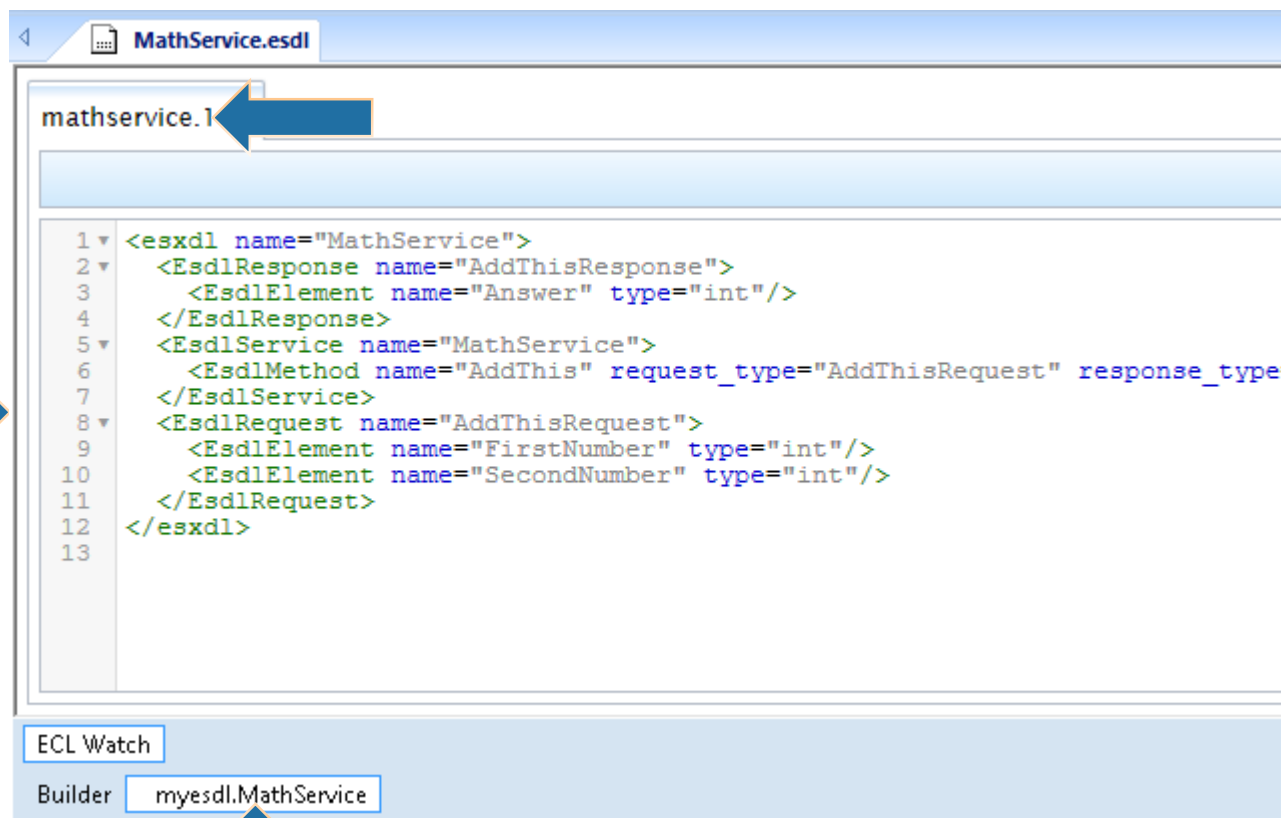 MathService.esdl
mathservice.1
1 <esxdl name="MathService">
2 <EsdlResponse name="AddThisResponse">
3 <EsdlElement name="Answer" type="int"/>
4 </EsdlResponse>
5 <EsdlService name="MathService">
6 <EsdlMethod name="AddThis" request_type="AddThisRequest" response_type
7 </EsdlService>
8 <EsdlRequest name="AddThisRequest">
9 <EsdlElement name="FirstNumber" type="int"/>
10 <EsdlElement name="SecondNumber" type="int"/>
11 </EsdlRequest>
12 </esxdl>
13
ECL Watch
Builder myesdl.MathService